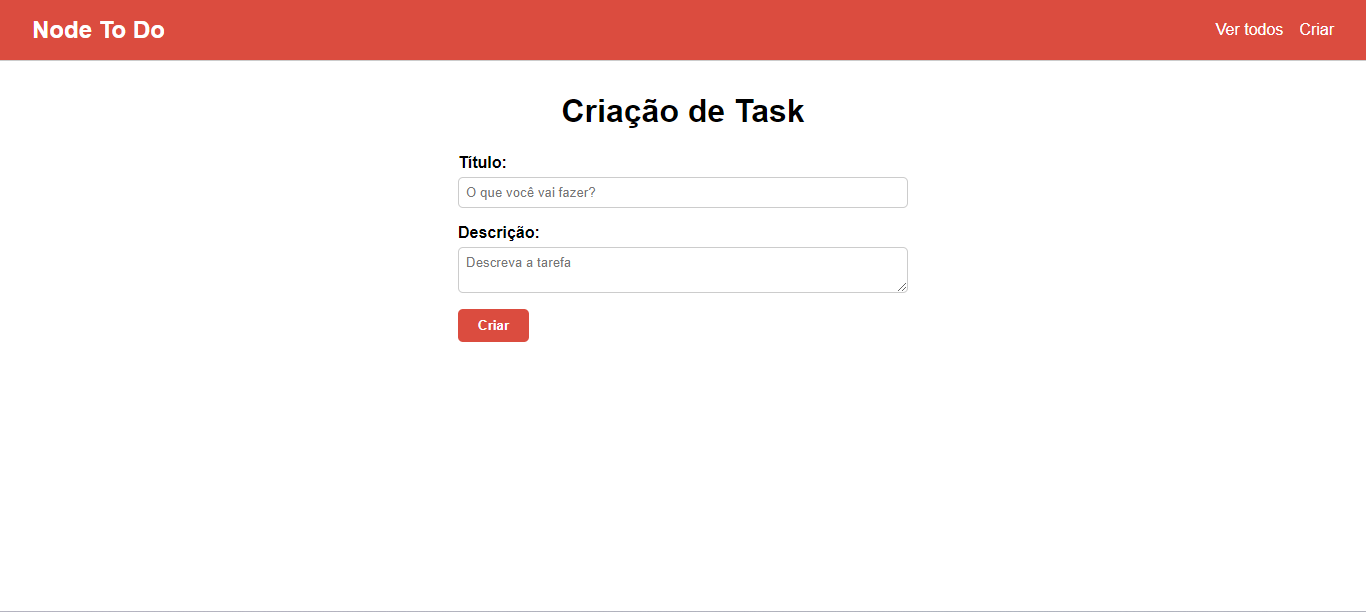 Node To Do
Ver todos Criar
Criação de Task
Título:
O que você vai fazer?
Descrição:
Descreva a tarefa
Criar